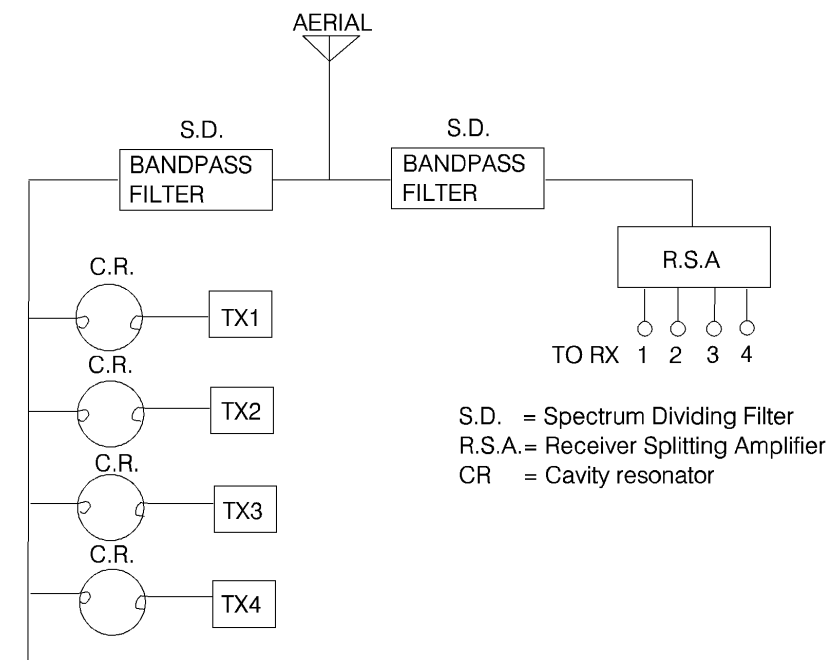 AERIAL
S.D.
BANDPASS
FILTER
S.D.
BANDPASS
FILTER
R.S.A
TO RX 1 2 3 4
C.R.
TX1
C.R.
TX2
C.R.
TX3
C.R.
TX4
S.D. = Spectrum Dividing Filter
R.S.A.= Receiver Splitting Amplifier
CR = Cavity resonator